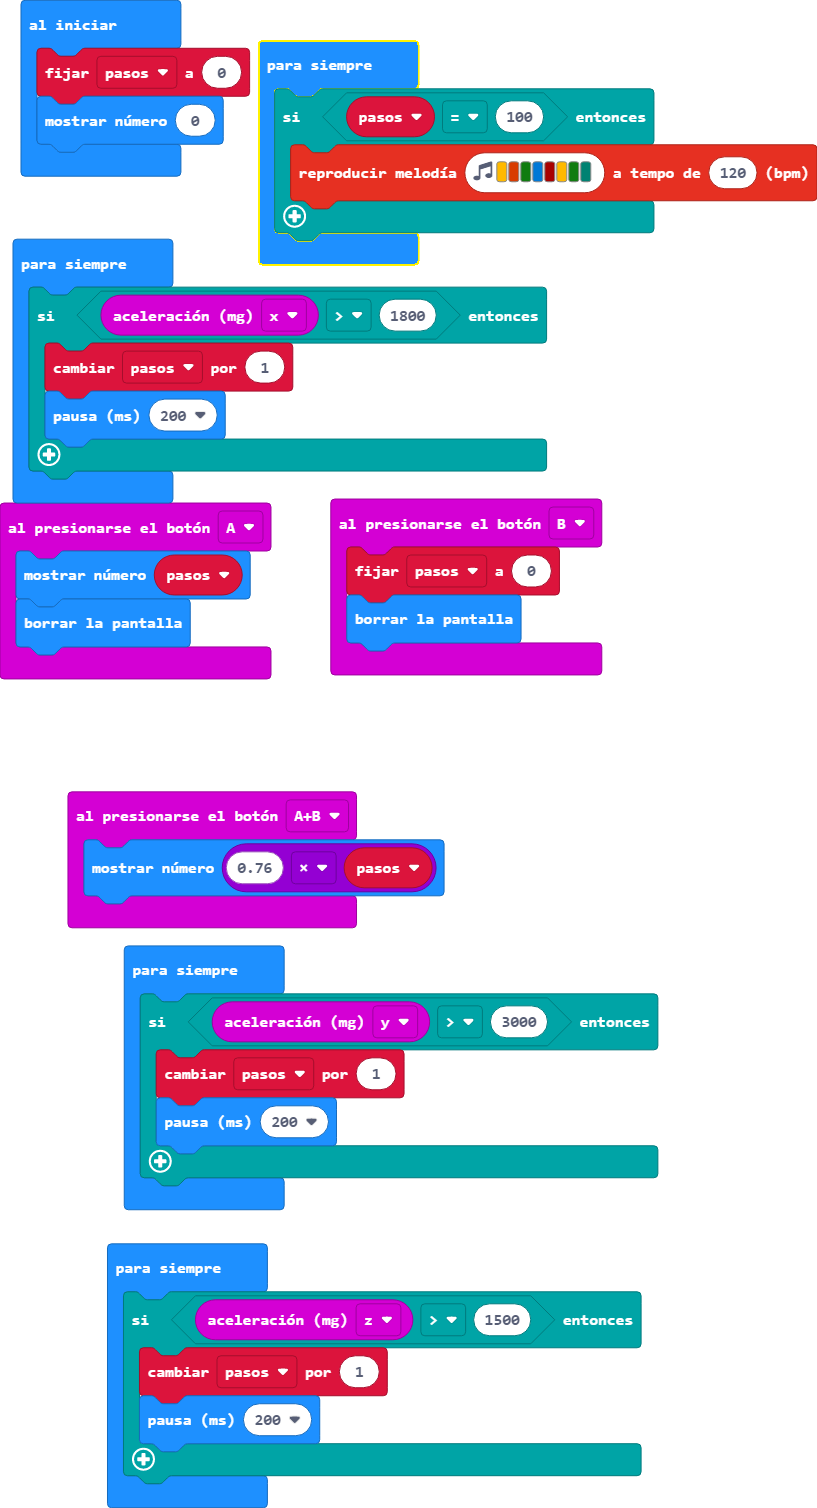 al iniciar
fijar pasos a 0
mostrar número 0
para siempre
si pasos = 100 entonces
reproducir melodía a tempo de 120 (bpm)
para siempre
si aceleración (mg) x > 1800 entonces
cambiar pasos por 1
pausa (ms) 200
al presionarse el botón A
mostrar número pasos
borrar la pantalla
al presionarse el botón B
fijar pasos a 0
borrar la pantalla
al presionarse el botón A+B
mostrar número 0.76 × pasos
para siempre
si aceleración (mg) y > 3000 entonces
cambiar pasos por 1
pausa (ms) 200
para siempre
si aceleración (mg) z > 1500 entonces
cambiar pasos por 1
pausa (ms) 200